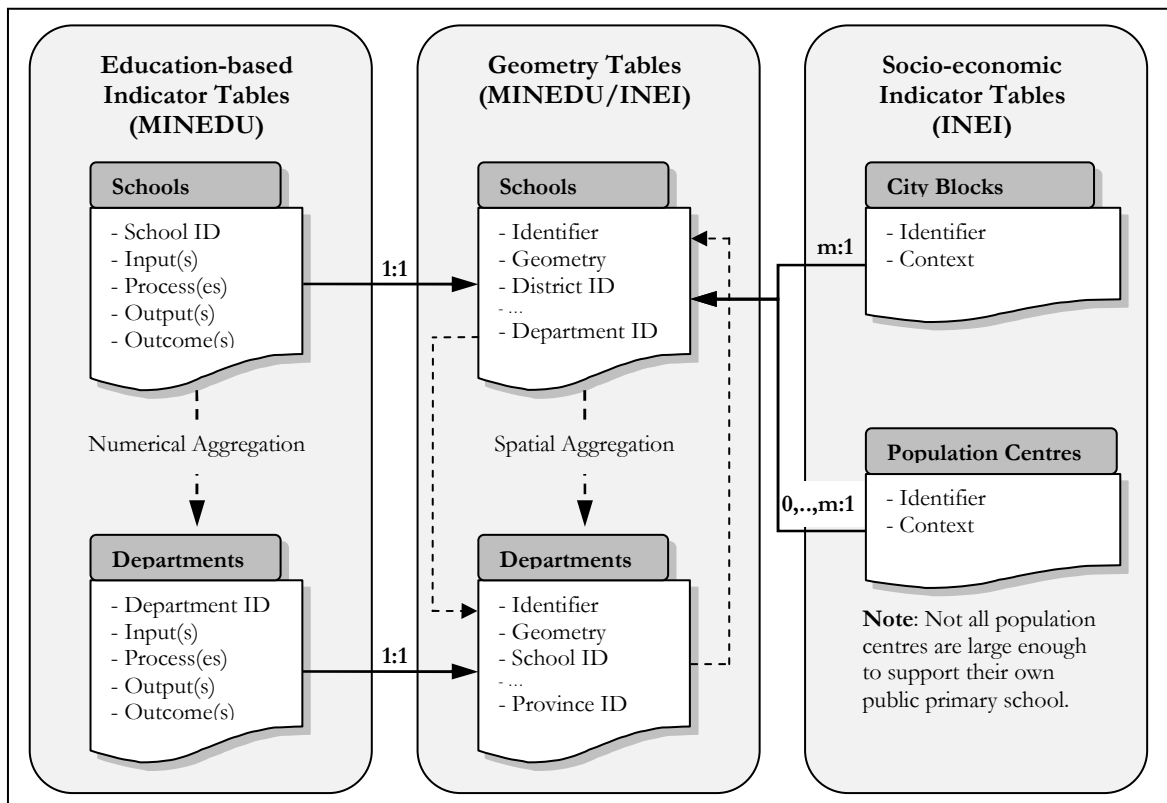 Education-based
Indicator Tables
(MINEDU)
Schools
- School ID
- Input(s)
- Process(es)
- Output(s)
- Outcome(s)
Numerical Aggregation
Departments
- Department ID
- Input(s)
- Process(es)
- Output(s)
- Outcome(s)
1:1
1:1
Geometry Tables
(MINEDU/INEI)
Schools
- Identifier
- Geometry
- District ID
- ...
- Department ID
Spatial Aggregation
Departments
- Identifier
- Geometry
- School ID
- ...
- Province ID
m:1
0,..,m:1
Socio-economic
Indicator Tables
(INEI)
City Blocks
- Identifier
- Context
Population Centres
- Identifier
- Context
Note: Not all population
centres are large enough
to support their own
public primary school.